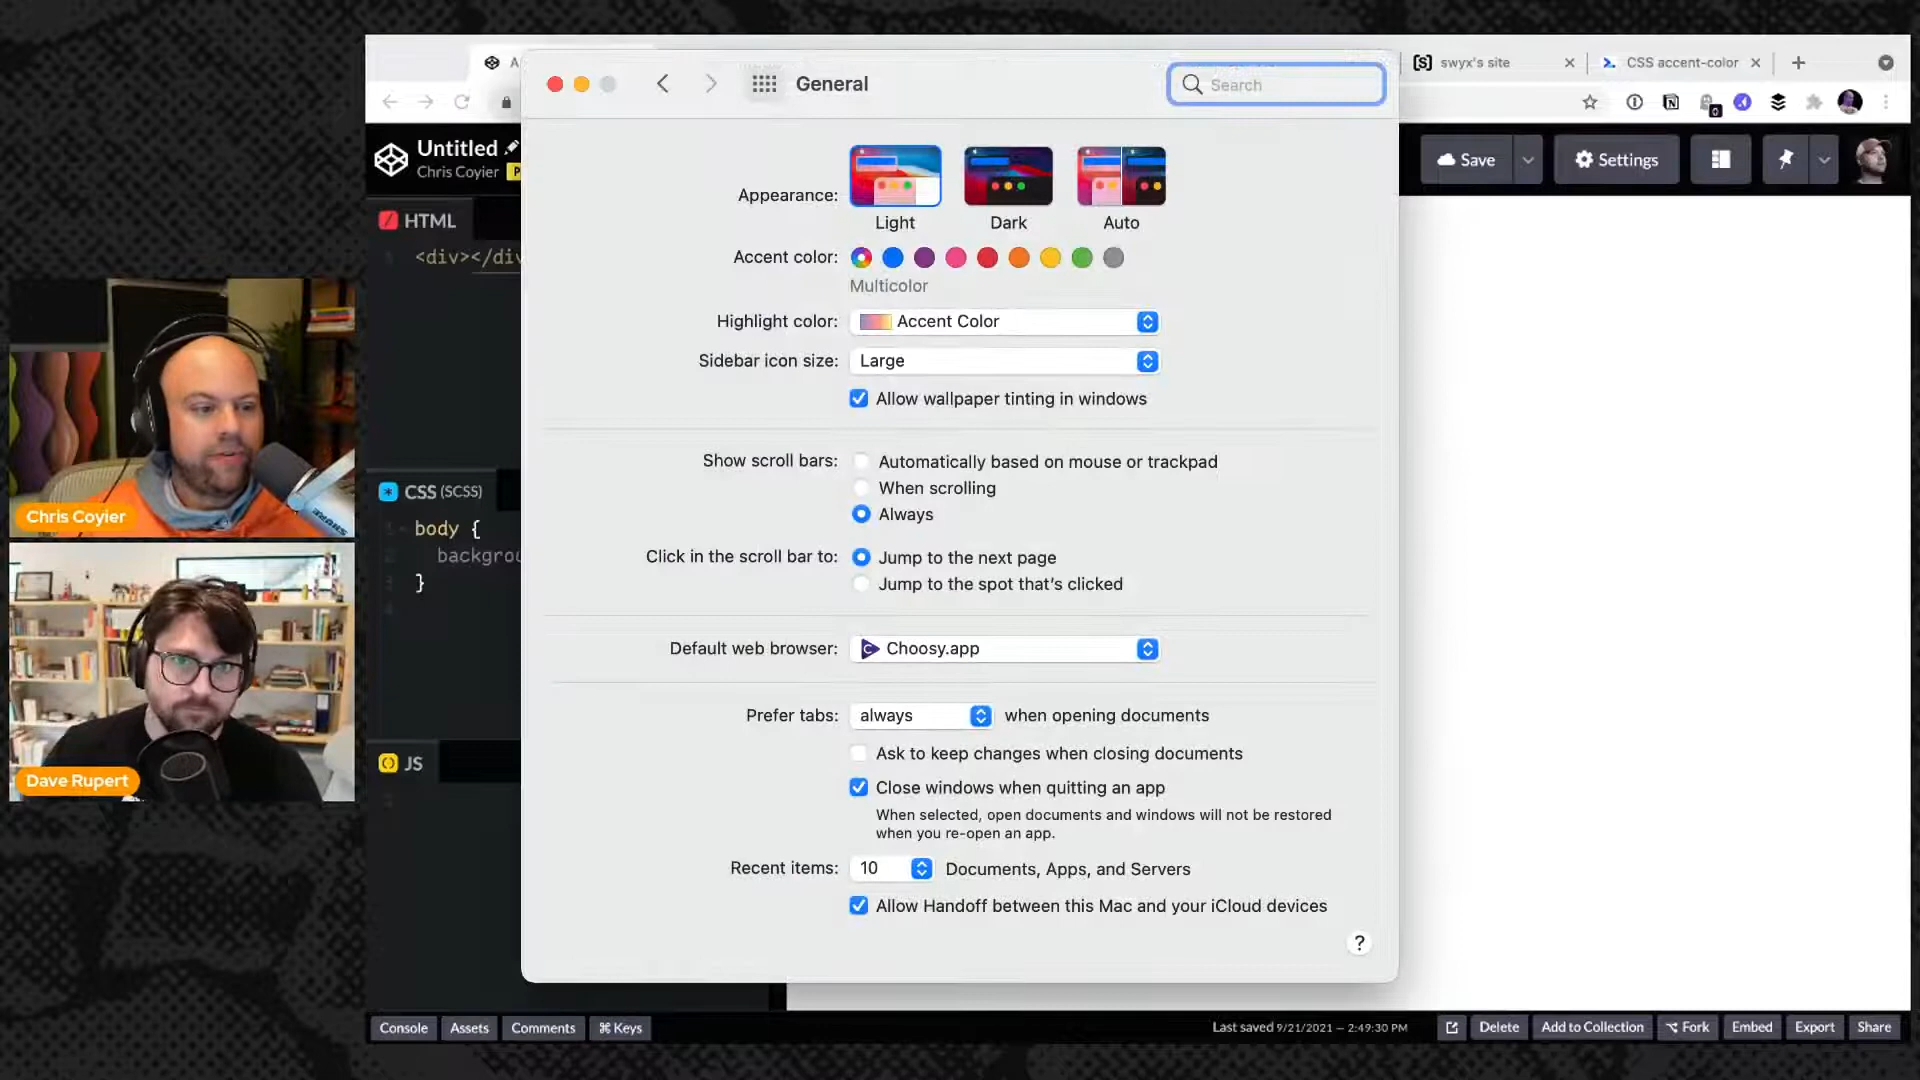 swyx's site
CSS accent-color
General
Search
Untitled
Chris Coyier
Save
Settings
Appearance:
Light
Dark
Auto
HTML
<div></div
Accent color:
Multicolor
Highlight color:
Accent Color
Sidebar icon size:
Large
Allow wallpaper tinting in windows
Show scroll bars:
Automatically based on mouse or trackpad
When scrolling
Always
Click in the scroll bar to:
Jump to the next page
Jump to the spot that's clicked
CSS (SCSS)
body {
backgrou
}
Chris Coyier
Default web browser:
Choosy.app
Prefer tabs:
always
when opening documents
Ask to keep changes when closing documents
Close windows when quitting an app
When selected, open documents and windows will not be restored
when you re-open an app.
JS
Dave Rupert
Recent items:
10
Documents, Apps, and Servers
Allow Handoff between this Mac and your iCloud devices
?
Console
Assets
Comments
⌘ Keys
Last saved 9/21/2021 — 2:49:30 PM
Delete
Add to Collection
Fork
Embed
Export
Share